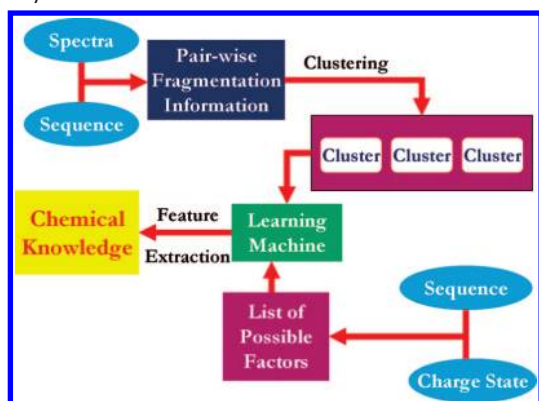 Spectra
Sequence
Pair-wise
Fragmentation
Information
Clustering
Cluster Cluster Cluster
Learning
Machine
Feature
Extraction
Chemical
Knowledge
List of
Possible
Factors
Sequence
Charge State